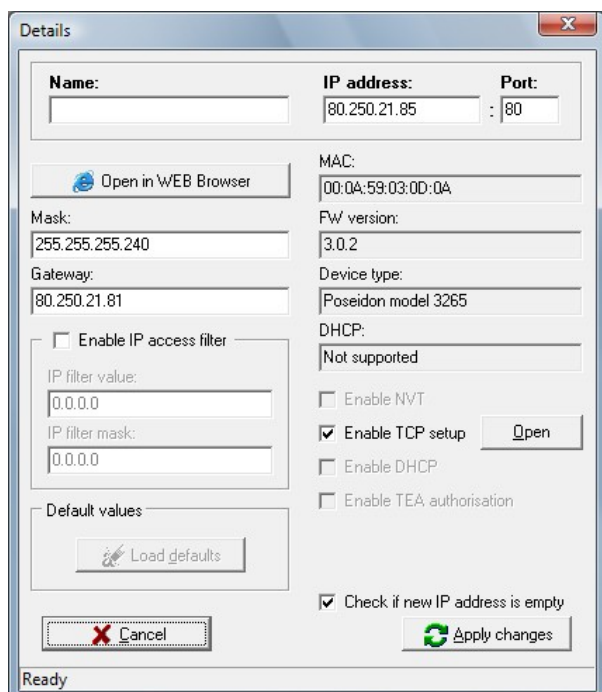 Details
Name: IP address: Port:
80.250.21.85 : 80
Open in WEB Browser
MAC:
00:0A:59:03:0D:0A
Mask:
255.255.255.240
FW version:
3.0.2
Gateway:
80.250.21.81
Device type:
Poseidon model 3265
DHCP:
Not supported
Enable IP access filter
IP filter value:
0.0.0.0
IP filter mask:
0.0.0.0
Enable NVT
Enable TCP setup Open
Enable DHCP
Enable TEA authorisation
Default values
Load defaults
Check if new IP address is empty
Cancel Apply changes
Ready